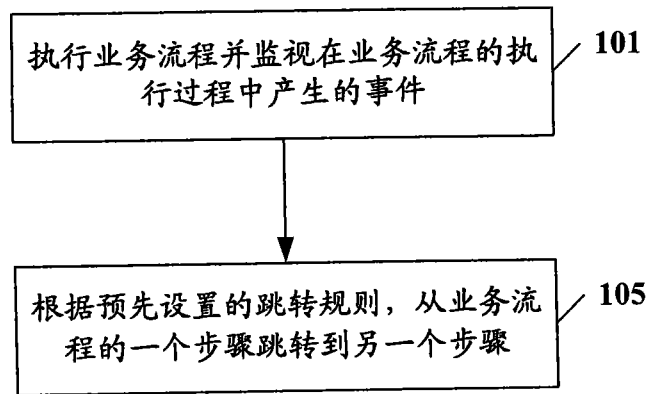 执行业务流程并监视在业务流程的执
行过程中产生的事件
101
根据预先设置的跳转规则，从业务流
程的一个步骤跳转到另一个步骤
105